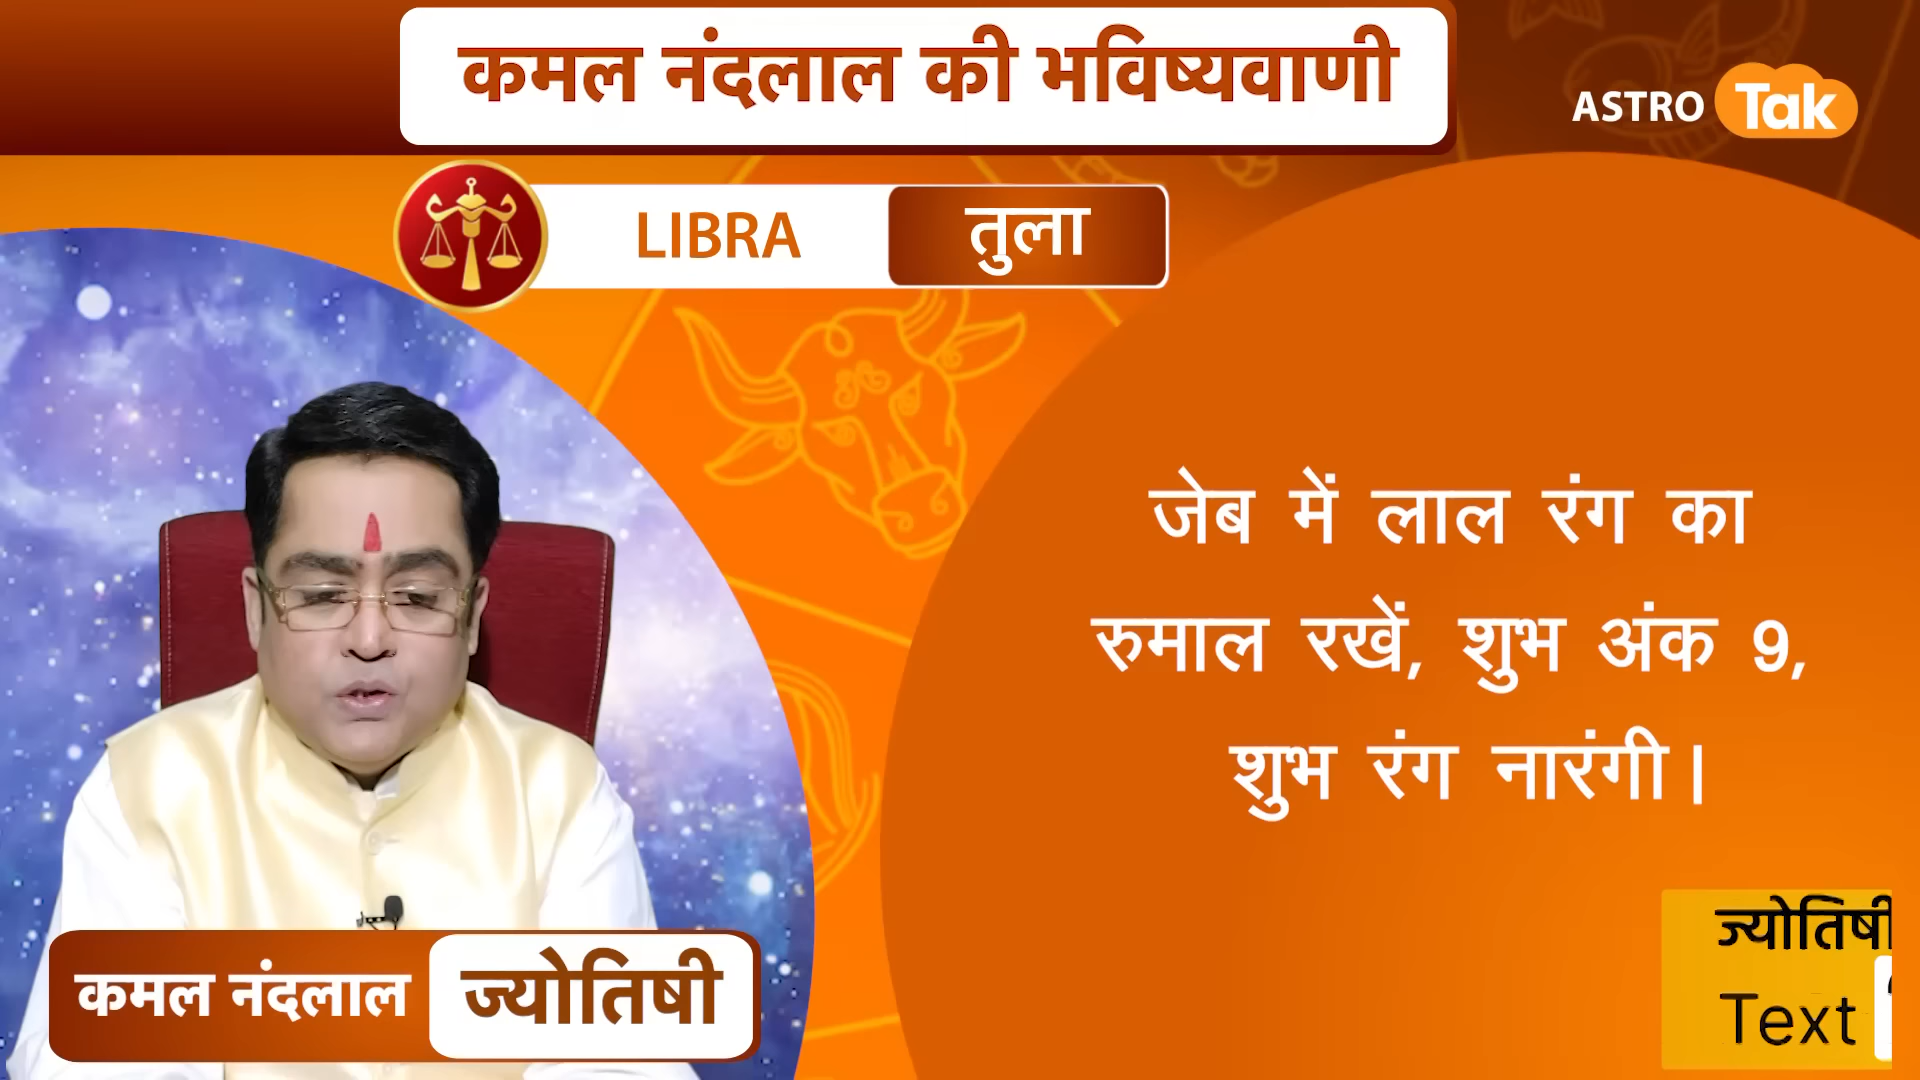 कमल नंदलाल की भविष्यवाणी
ASTRO Tak
LIBRA तुला
जेब में लाल रंग का
रुमाल रखें, शुभ अंक 9,
शुभ रंग नारंगी।
कमल नंदलाल ज्योतिषी
ज्योतिषी
Text